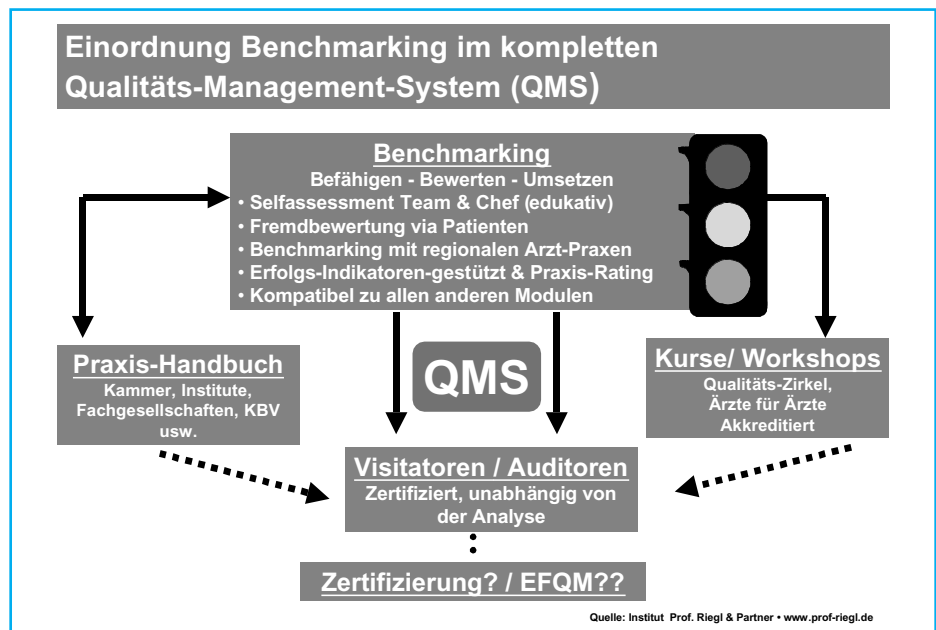 Einordnung Benchmarking im kompletten
Qualitäts-Management-System (QMS)
Benchmarking
Befähigen - Bewerten - Umsetzen
• Selfassessment Team & Chef (edukativ)
• Fremdbewertung via Patienten
• Benchmarking mit regionalen Arzt-Praxen
• Erfolgs-Indikatoren-gestützt & Praxis-Rating
• Kompatibel zu allen anderen Modulen
Praxis-Handbuch
Kammer, Institute,
Fachgesellschaften, KBV
usw.
QMS
Kurse/ Workshops
Qualitäts-Zirkel,
Ärzte für Ärzte
Akkreditiert
Visitatoren / Auditoren
Zertifiziert, unabhängig von
der Analyse
Zertifizierung? / EFQM??
Quelle: Institut Prof. Riegl & Partner • www.prof-riegl.de